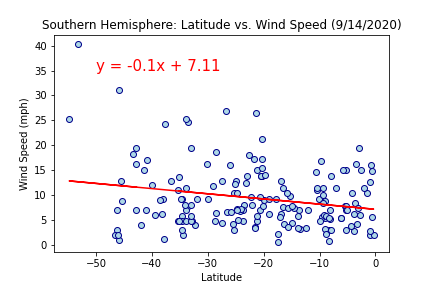 Southern Hemisphere: Latitude vs. Wind Speed (9/14/2020)
40
35
30
25
20
15
10
5
0
Wind Speed (mph)
y = -0.1x + 7.11
−50 −40 −30 −20 −10 0
Latitude